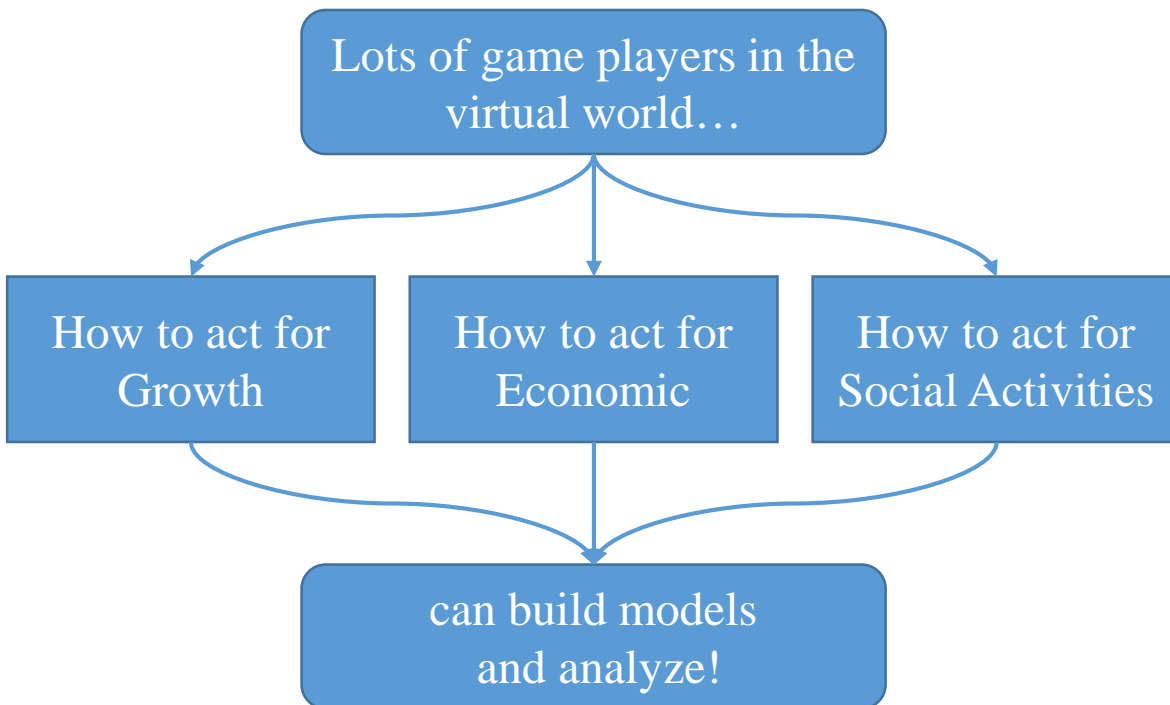 Lots of game players in the
virtual world…
How to act for
Growth
How to act for
Economic
How to act for
Social Activities
can build models
and analyze!